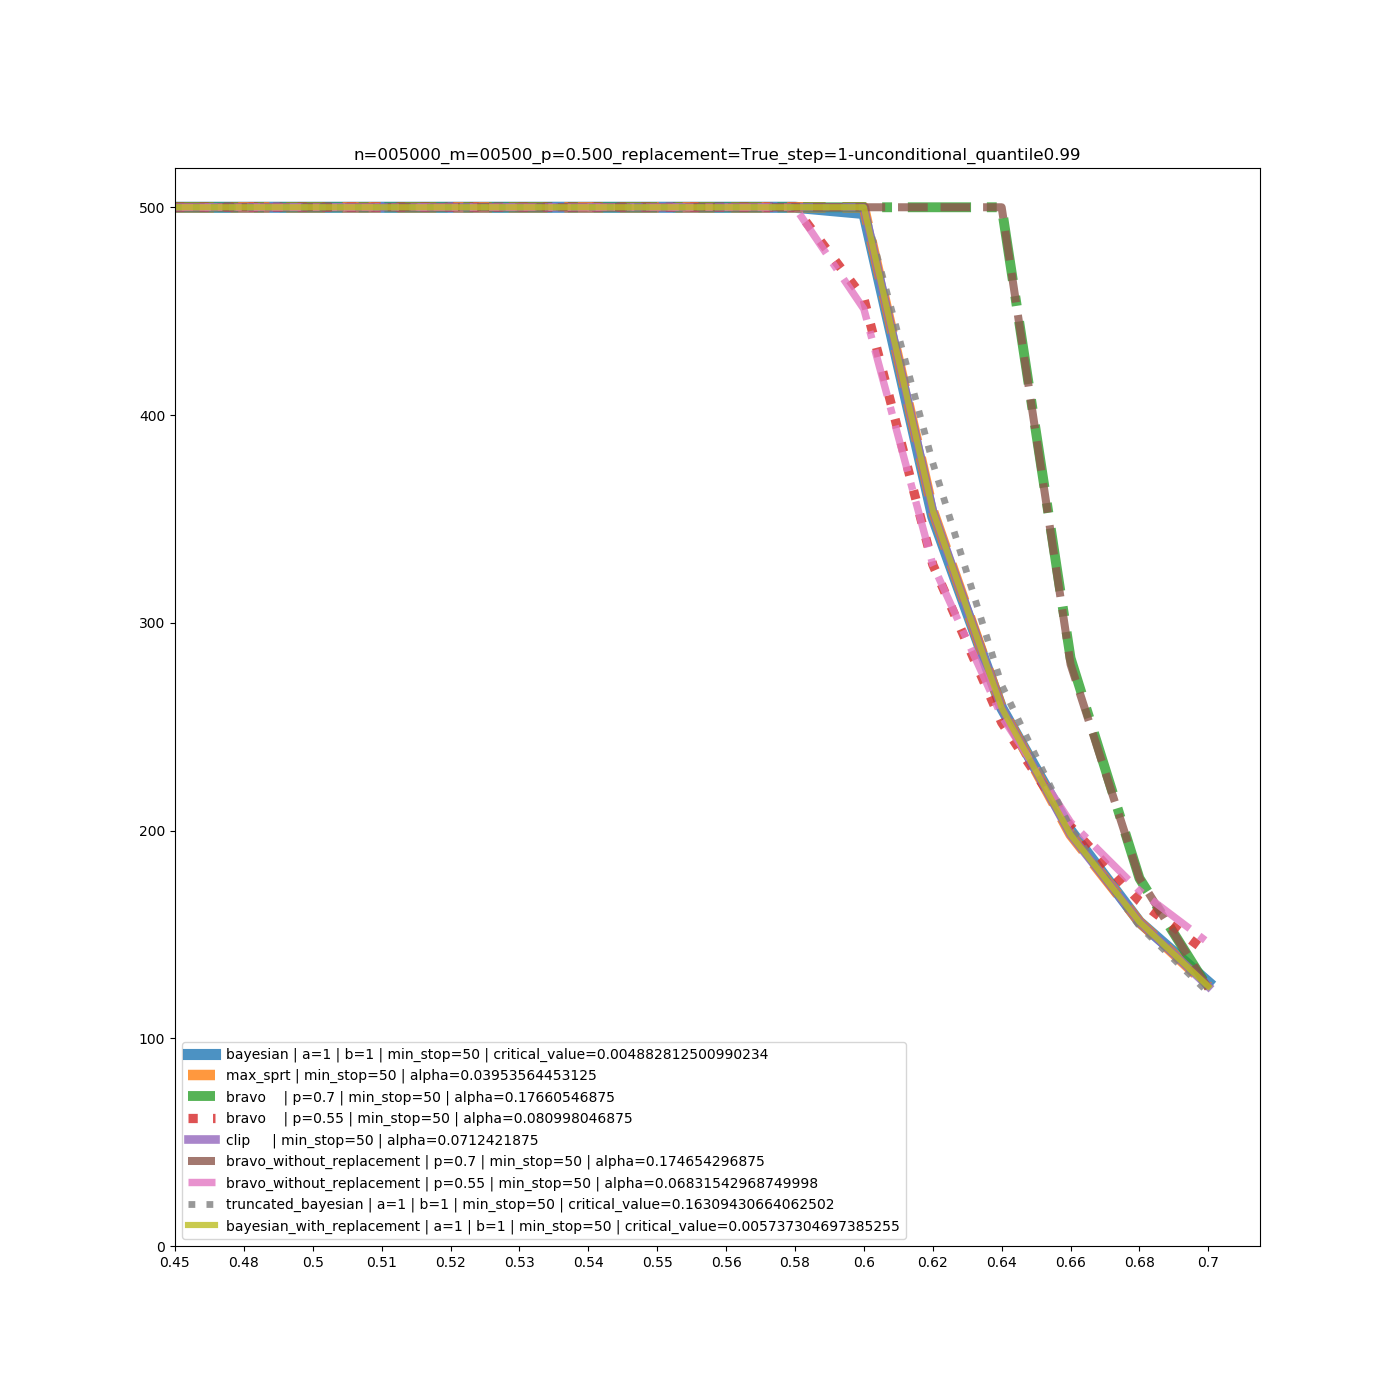 n=005000_m=00500_p=0.500_replacement=True_step=1-unconditional_quantile0.99
500
400
300
200
100
0
bayesian | a=1 | b=1 | min_stop=50 | critical_value=0.004882812500990234
max_sprt | min_stop=50 | alpha=0.03953564453125
bravo | p=0.7 | min_stop=50 | alpha=0.17660546875
bravo | p=0.55 | min_stop=50 | alpha=0.080998046875
clip | min_stop=50 | alpha=0.0712421875
bravo_without_replacement | p=0.7 | min_stop=50 | alpha=0.174654296875
bravo_without_replacement | p=0.55 | min_stop=50 | alpha=0.06831542968749998
truncated_bayesian | a=1 | b=1 | min_stop=50 | critical_value=0.16309430664062502
bayesian_with_replacement | a=1 | b=1 | min_stop=50 | critical_value=0.005737304697385255
0.45 0.48 0.5 0.51 0.52 0.53 0.54 0.55 0.56 0.58 0.6 0.62 0.64 0.66 0.68 0.7